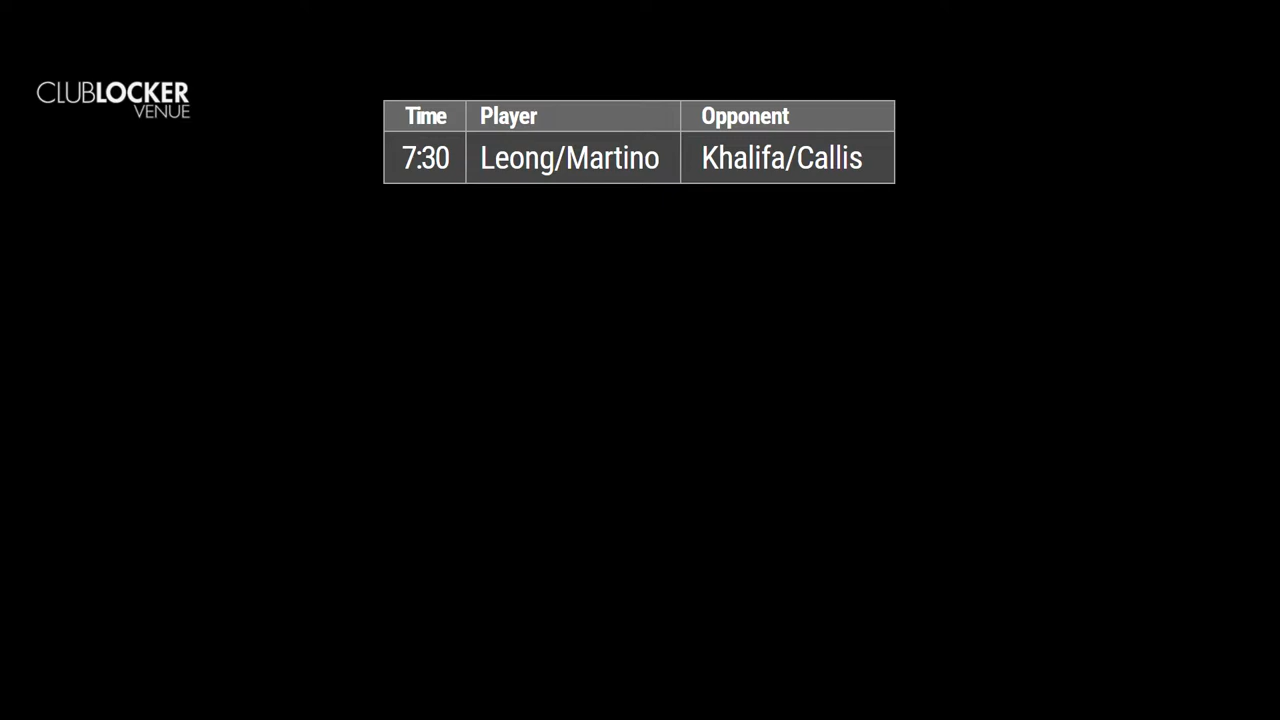 CLUBLOCKER
VENUE
Time Player Opponent
7:30 Leong/Martino Khalifa/Callis